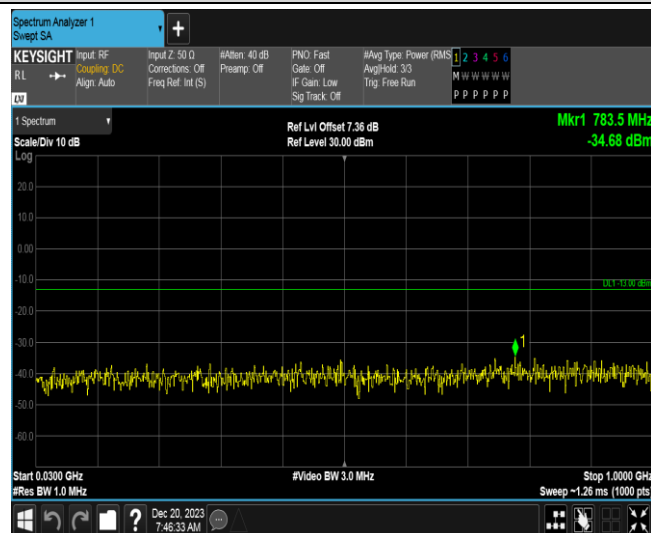 Spectrum Analyzer 1
Swept SA
+
KEYSIGHT
RL
LXI
Input: RF
Coupling: DC
Align: Auto
Input Z: 50 Ω
Corrections: Off
Freq Ref: Int (S)
#Atten: 40 dB
Preamp: Off
PNO: Fast
Gate: Off
IF Gain: Low
Sig Track: Off
#Avg Type: Power (RMS
Avg|Hold: 3/3
Trig: Free Run
1 2 3 4 5 6
M W W W W W
P P P P P P
1 Spectrum
Scale/Div 10 dB
Log
Ref Lvl Offset 7.36 dB
Ref Level 30.00 dBm
Mkr1 783.5 MHz
-34.68 dBm
20.0
10.0
0.00
-10.0
DL1 -13.00 dBm
-20.0
-30.0
1
-40.0
-50.0
-60.0
Start 0.0300 GHz
#Res BW 1.0 MHz
#Video BW 3.0 MHz
Stop 1.0000 GHz
Sweep ~1.26 ms (1000 pts)
?
Dec 20, 2023
7:46:33 AM